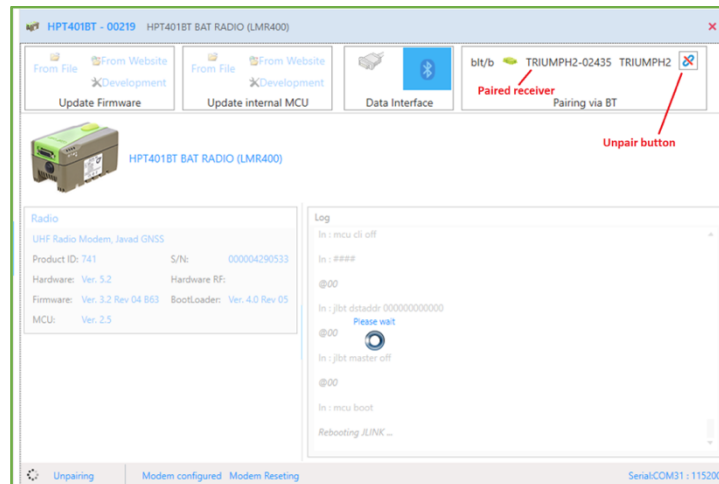 HPT401BT - 00219 HPT401BT BAT RADIO (LMR400)
From File From Website Development
Update Firmware
From File From Website Development
Update internal MCU
Data Interface
blt/b TRIUMPH2-02435 TRIUMPH2
Paired receiver
Pairing via BT
Unpair button
HPT401BT BAT RADIO (LMR400)
Radio
UHF Radio Modem, Javad GNSS
Product ID: 741 S/N: 000004290533
Hardware: Ver. 5.2 Hardware RF:
Firmware: Ver. 3.2 Rev 04 B63 BootLoader: Ver. 4.0 Rev 05
MCU: Ver. 2.5
Log
In : mcu cli off
In : ####
@00
In : jlbt dstaddr 000000000000
Please wait
@00
In : jlbt master off
@00
In : mcu boot
Rebooting JLINK ...
Unpairing Modem configured Modem Reseting Serial:COM31 : 115200